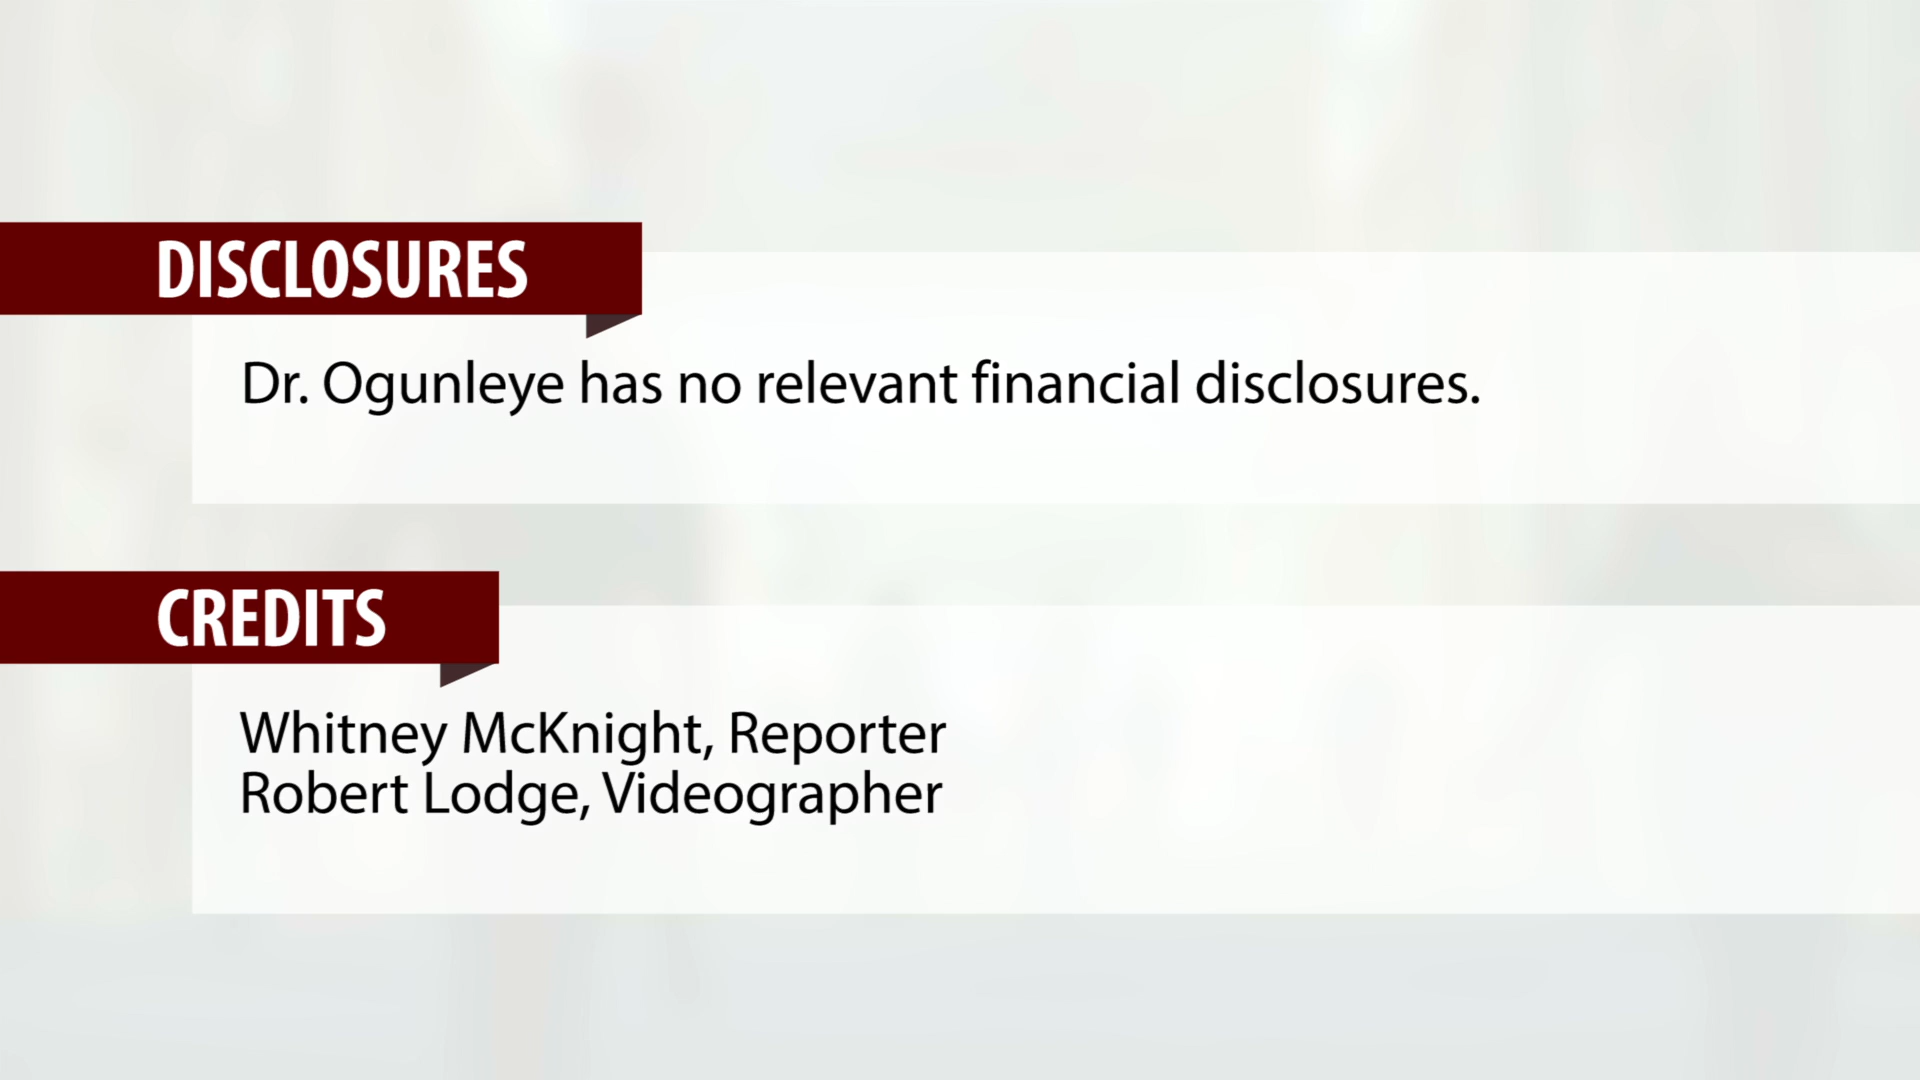 DISCLOSURES
Dr. Ogunleye has no relevant financial disclosures.
CREDITS
Whitney McKnight, Reporter
Robert Lodge, Videographer